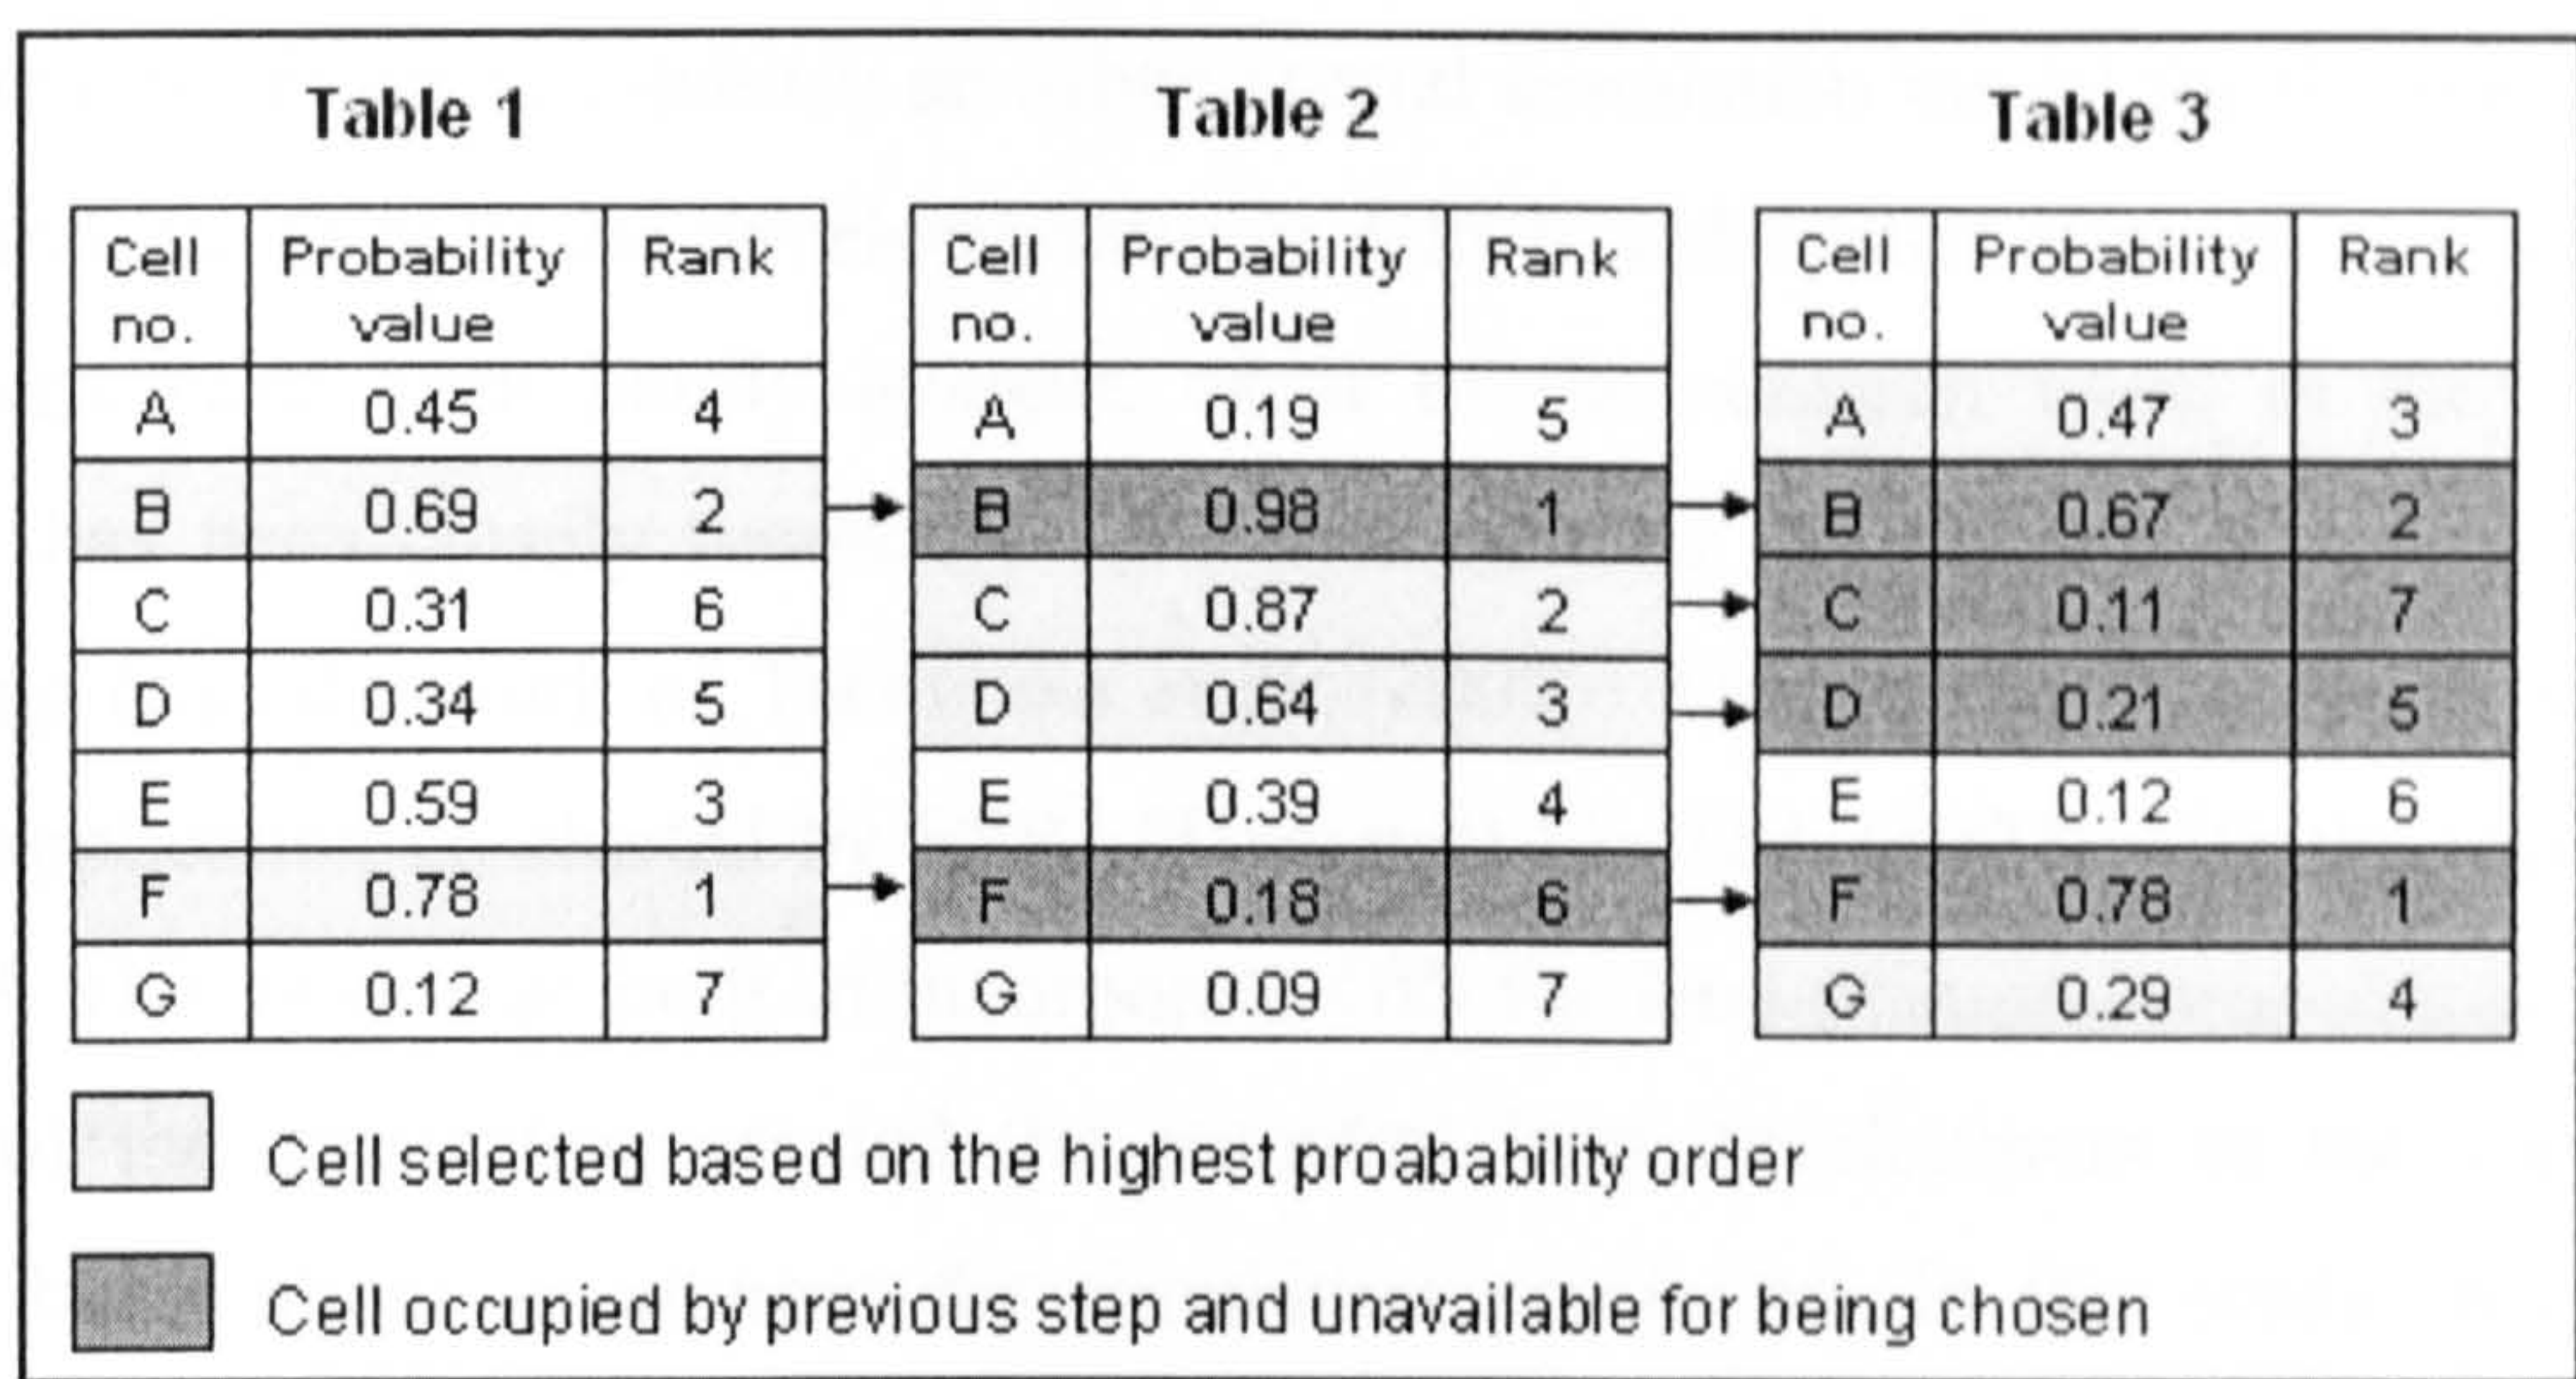 Table 1 Table 2 Table 3
Cell no. Probability value Rank Cell no. Probability value Rank Cell no. Probability value Rank
A 0.45 4 A 0.19 5 A 0.47 3
B 0.69 2 B 0.98 1 B 0.67 2
C 0.31 6 C 0.87 2 C 0.11 7
D 0.34 5 D 0.64 3 D 0.21 5
E 0.59 3 E 0.39 4 E 0.12 6
F 0.78 1 F 0.18 6 F 0.78 1
G 0.12 7 G 0.09 7 G 0.29 4
Cell selected based on the highest proabability order
Cell occupied by previous step and unavailable for being chosen